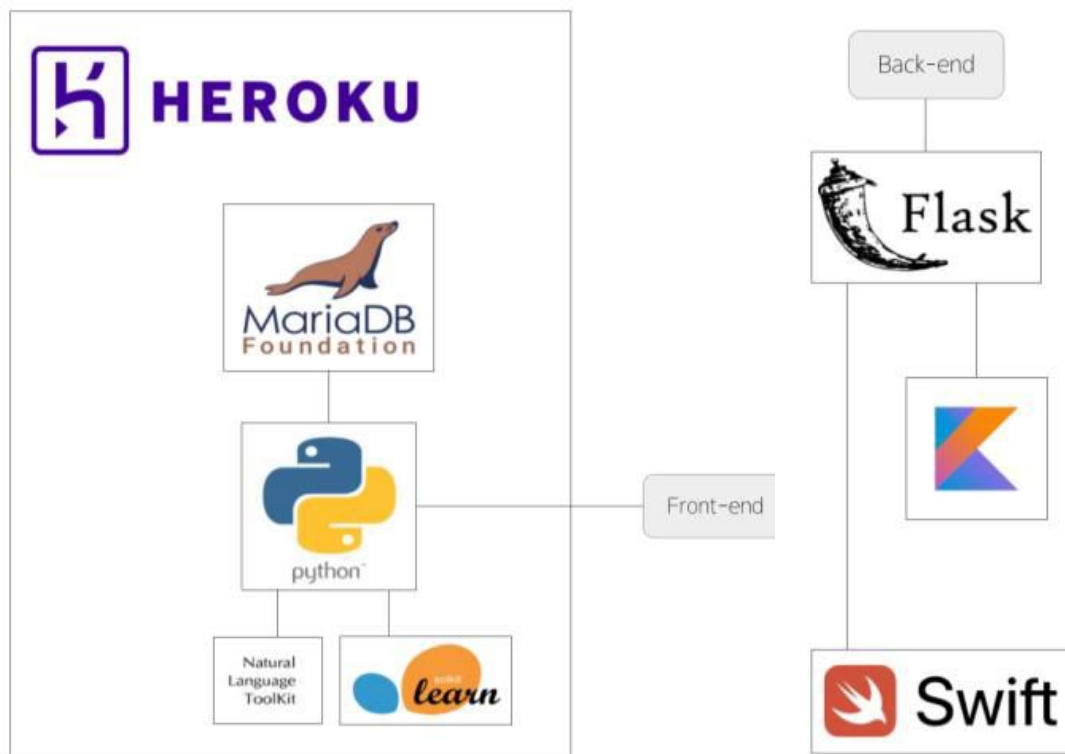 HEROKU
Back-end
Flask
MariaDB
Foundation
python
Front-end
Natural
Language
ToolKit
scikit
learn
Swift